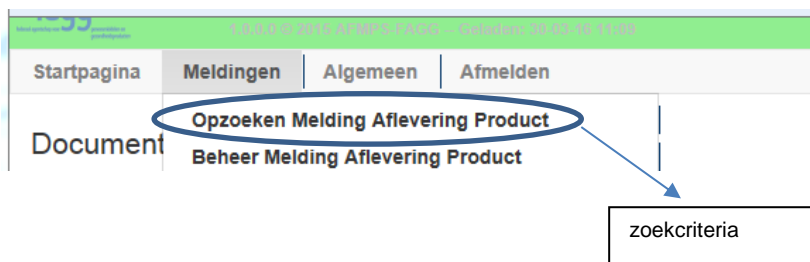 1.0.0.0 © 2015 AFMPS-FAGG -- Geladen: 30-03-16 11:09
Startpagina Meldingen Algemeen Afmelden
Opzoeken Melding Aflevering Product
Document
Beheer Melding Aflevering Product
zoekcriteria